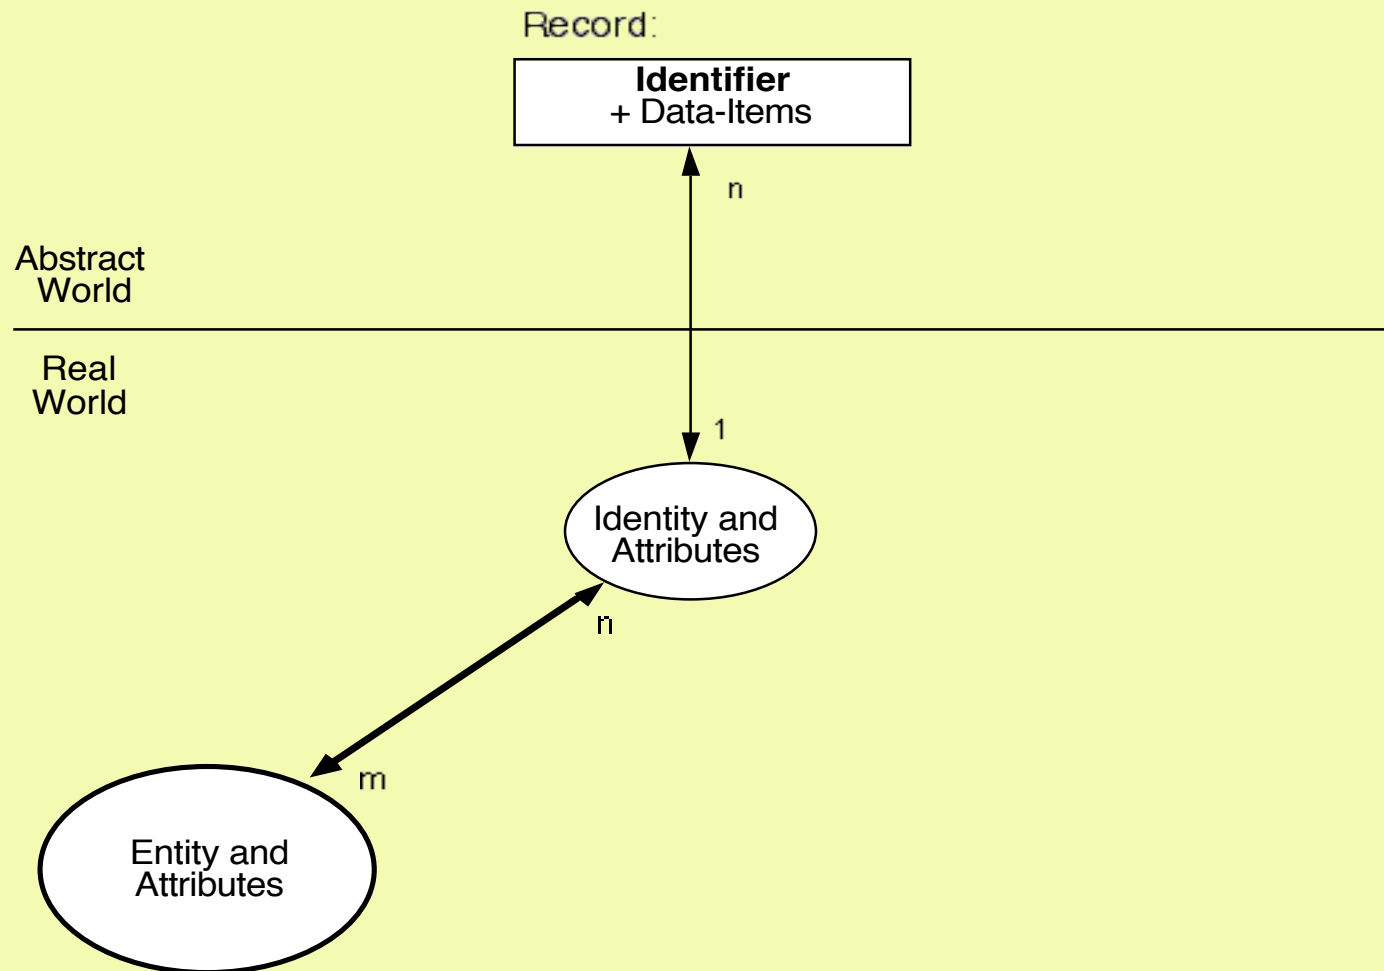 Record:
Identifier
+ Data-Items
n
Abstract
World
Real
World
1
Identity and
Attributes
n
m
Entity and
Attributes